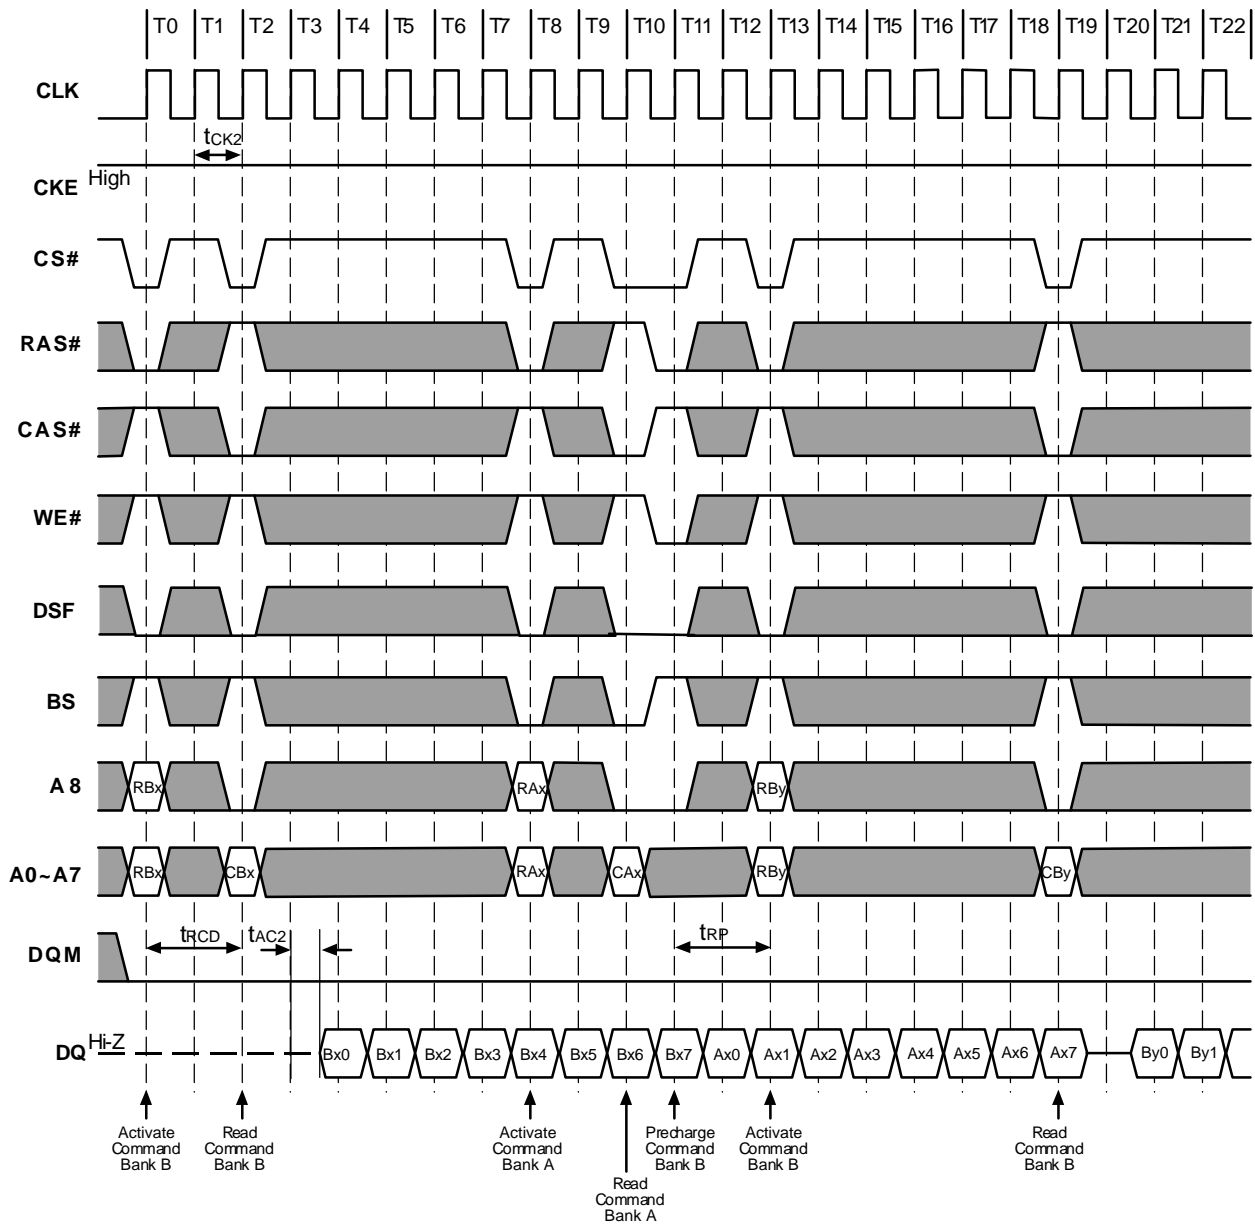 T0 T1 T2 T3 T4 T5 T6 T7 T8 T9 T10 T11 T12 T13 T14 T15 T16 T17 T18 T19 T20 T21 T22
CLK
tCK2
High
CKE
CS#
RAS#
CAS#
WE#
DSF
BS
A8 RBx RAx RBy
A0~A7 RBx CBx RAx CAx RBy CBy
tRCD tAC2 tRP
DQM
Hi-Z
DQ Bx0 Bx1 Bx2 Bx3 Bx4 Bx5 Bx6 Bx7 Ax0 Ax1 Ax2 Ax3 Ax4 Ax5 Ax6 Ax7 By0 By1
Activate
Command
Bank B
Read
Command
Bank B
Activate
Command
Bank A
Read
Command
Bank A
Precharge
Command
Bank B
Activate
Command
Bank B
Read
Command
Bank B